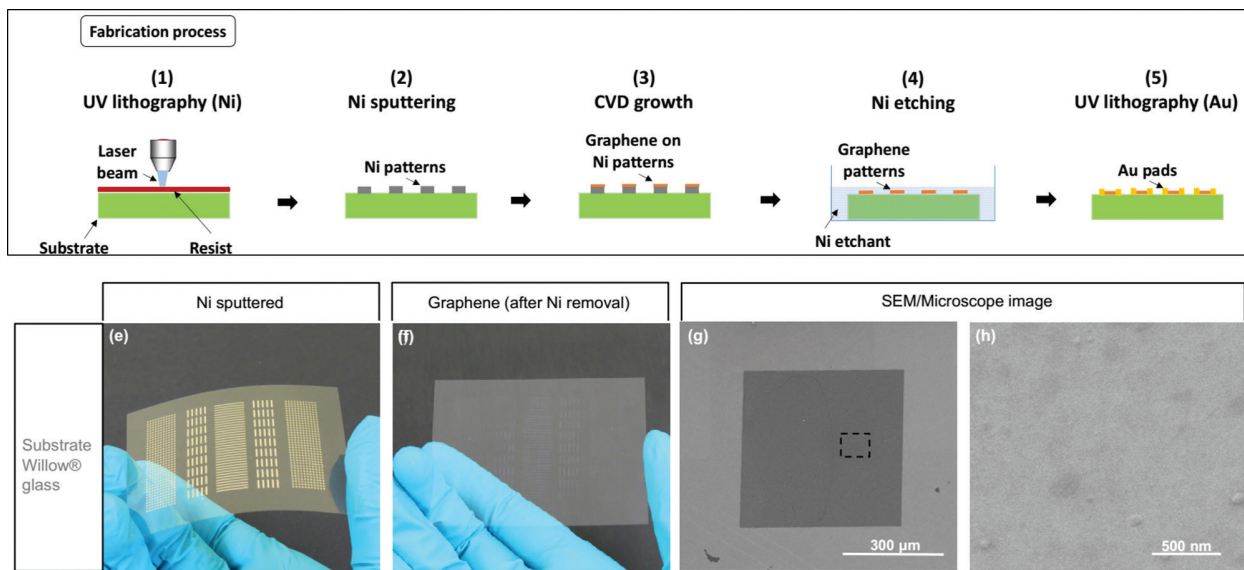 Fabrication process
(1)
UV lithography (Ni)
Laser
beam
Substrate
Resist
(2)
Ni sputtering
Ni patterns
(3)
CVD growth
Graphene on
Ni patterns
(4)
Ni etching
Graphene
patterns
Ni etchant
(5)
UV lithography (Au)
Au pads
Ni sputtered
Graphene (after Ni removal)
SEM/Microscope image
Substrate
Willow®
glass
(e)
(f)
(g)
300 µm
(h)
500 nm